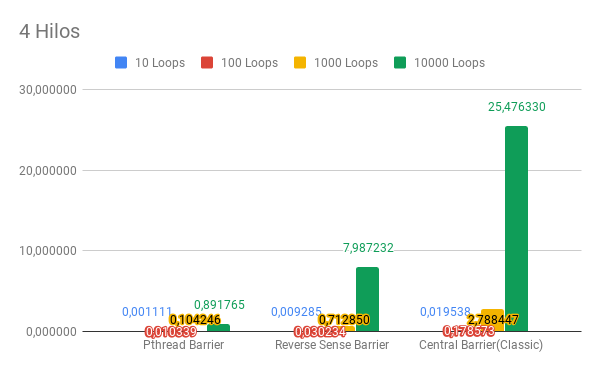 4 Hilos
10 Loops 100 Loops 1000 Loops 10000 Loops
30,000000
25,476330
20,000000
10,000000
7,987232
0,001111 0,891765 0,009285 0,019538
0,104246 0,712850 2,788447
0,000000 0,010339 0,030234 0,178573
Pthread Barrier Reverse Sense Barrier Central Barrier(Classic)